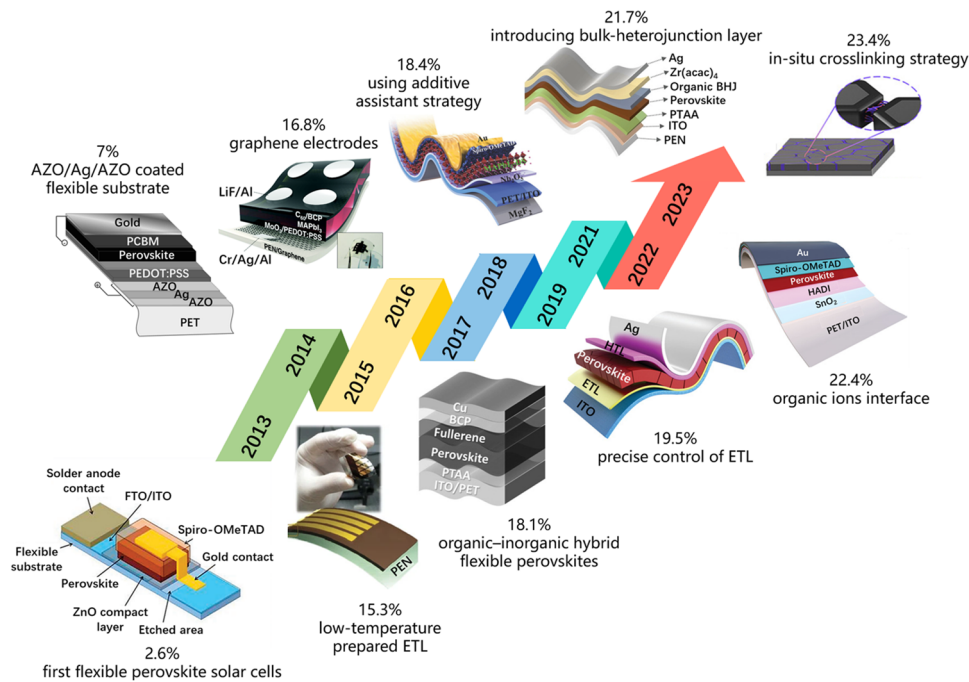 21.7%
introducing bulk-heterojunction layer
Ag
Zr(acac)₄
Organic BHJ
Perovskite
PTAA
ITO
PEN
23.4%
in-situ crosslinking strategy
18.4%
using additive
assistant strategy
Au
Spiro-OMeTAD
MAPbI₃
Nb₂O₅
PET/ITO
MgF₂
16.8%
graphene electrodes
LiF/Al
C₆₀/BCP
MAPbI₃
MoO₃/PEDOT:PSS
PEN/Graphene
Cr/Ag/Al
7%
AZO/Ag/AZO coated
flexible substrate
Gold
PCBM
Perovskite
PEDOT:PSS
AZO
Ag
AZO
PET
2013
2014
2015
2016
2017
2018
2019
2021
2022
2023
Au
Spiro-OMeTAD
Perovskite
HADI
SnO₂
PET/ITO
22.4%
organic ions interface
Ag
HTL
Perovskite
ETL
ITO
19.5%
precise control of ETL
Cu
BCP
Fullerene
Perovskite
PTAA
ITO/PET
18.1%
organic–inorganic hybrid
flexible perovskites
PEN
15.3%
low-temperature
prepared ETL
Solder anode
contact
FTO/ITO
Spiro-OMeTAD
Gold contact
Flexible
substrate
Perovskite
ZnO compact
layer
Etched area
2.6%
first flexible perovskite solar cells